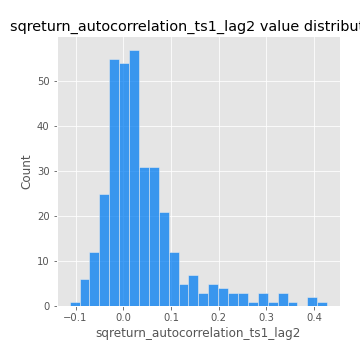 sqreturn_autocorrelation_ts1_lag2 value distribut
50
40
30
20
10
0
Count
−0.1 0.0 0.1 0.2 0.3 0.4
sqreturn_autocorrelation_ts1_lag2